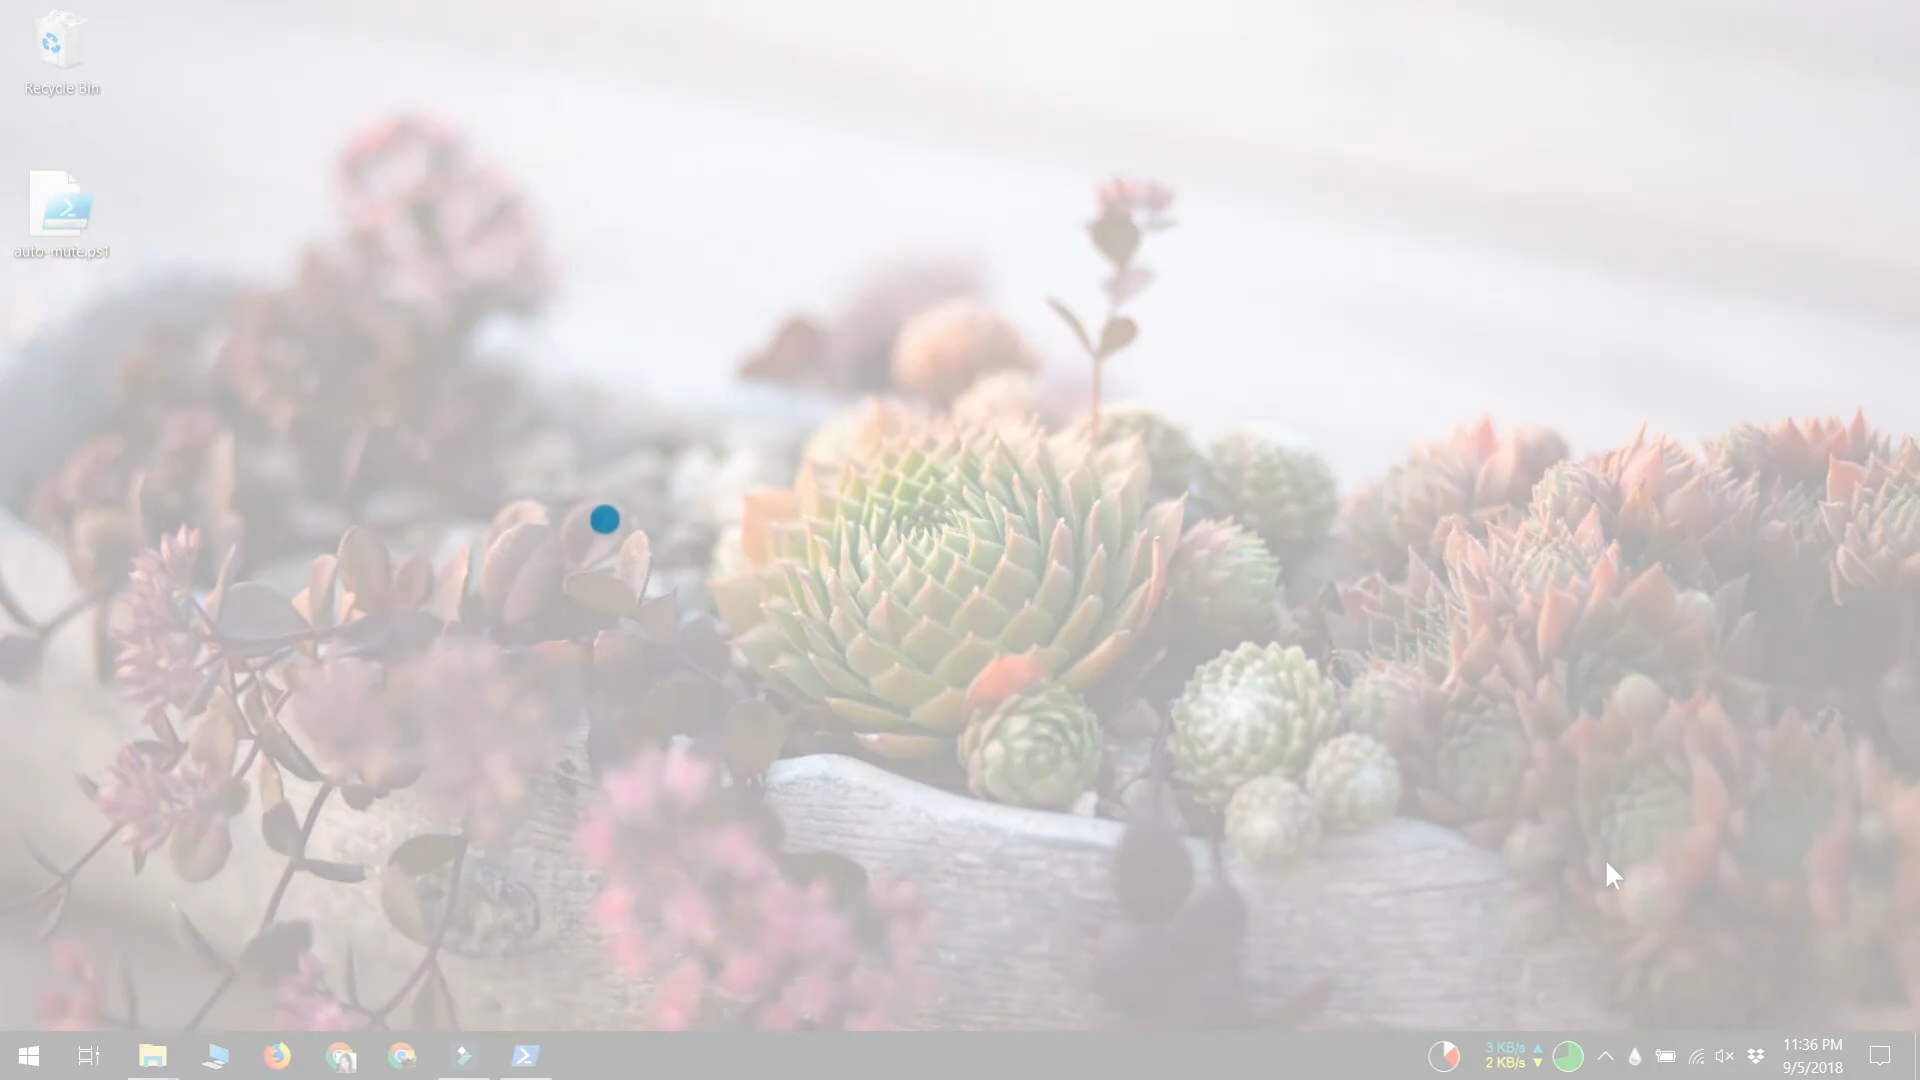 Recycle Bin
auto-mute.ps1
3 KB/s
2 KB/s
11:36 PM
9/5/2018